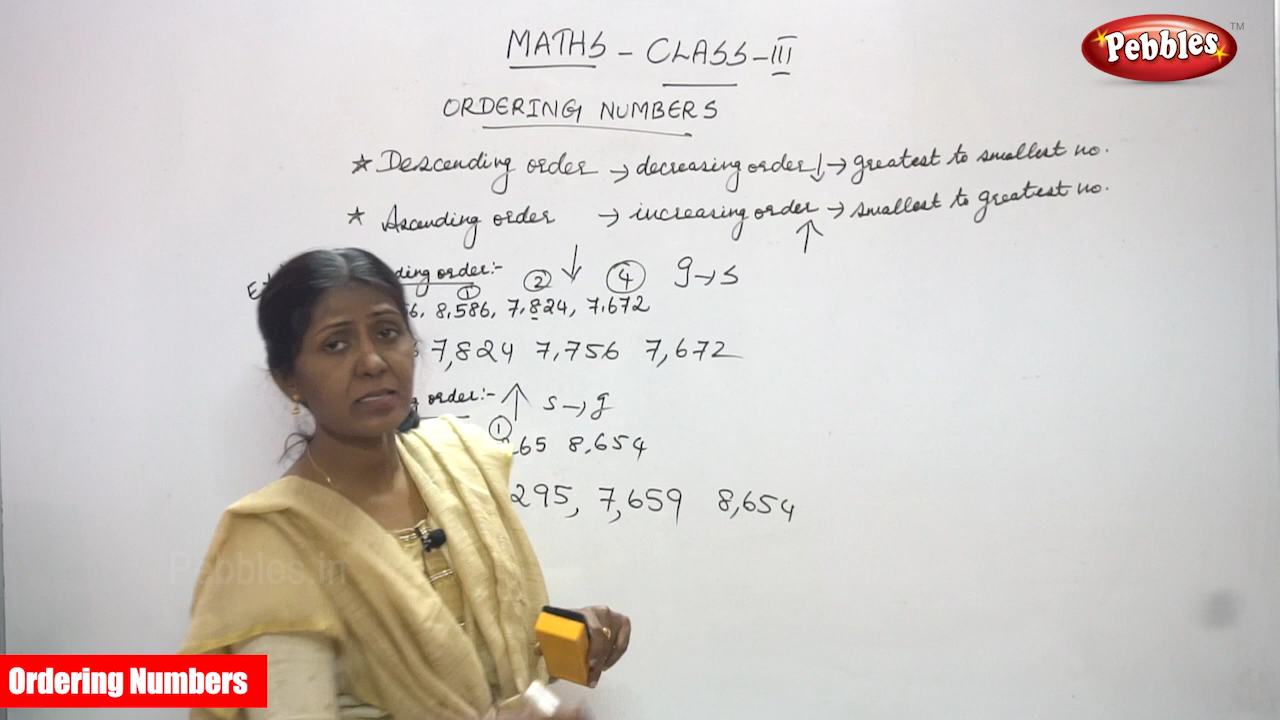 Pebbles TM
MATHS - CLASS - III
ORDERING NUMBERS
★ Descending order → decreasing order ↓ → greatest to smallest no.
★ Ascending order → increasing order → smallest to greatest no.
↑
order:- ② ↓ ④ g→s
①
8,586, 7,824, 7,672
7,824 7,756 7,672
order:- ↑ s→g
①
65 8,654
295, 7,659 8,654
Pebbles.in
Ordering Numbers